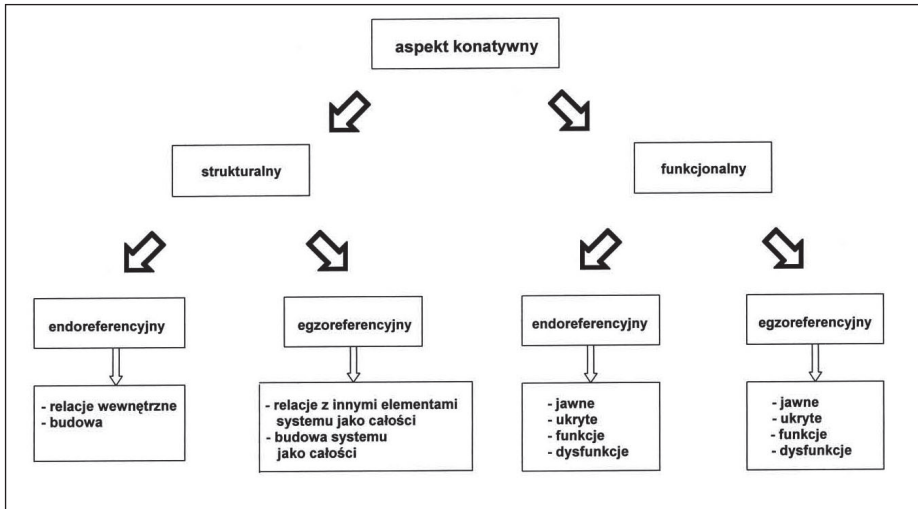 aspekt konatywny
strukturalny
funkcjonalny
endoreferencyjny
egzoreferencyjny
endoreferencyjny
egzoreferencyjny
- relacje wewnętrzne
- budowa
- relacje z innymi elementami
systemu jako całości
- budowa systemu
jako całości
- jawne
- ukryte
- funkcje
- dysfunkcje
- jawne
- ukryte
- funkcje
- dysfunkcje